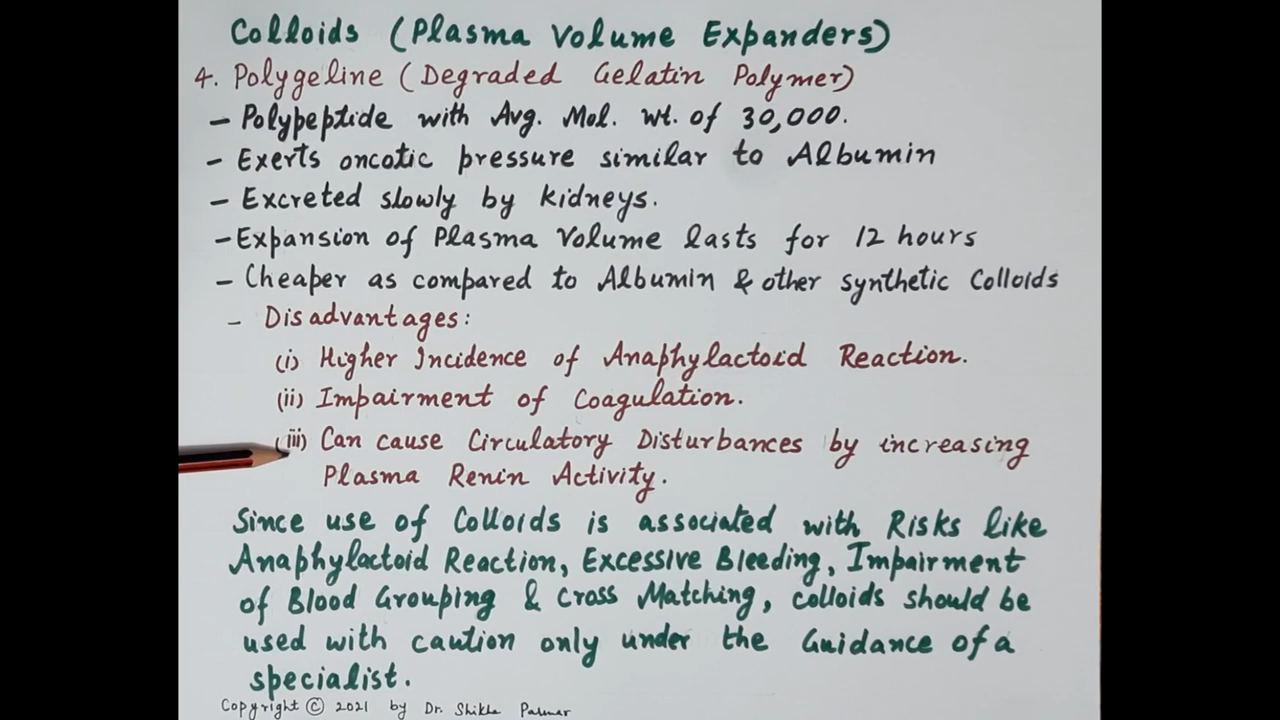 Colloids (Plasma Volume Expanders)
4. Polygeline (Degraded Gelatin Polymer)
- Polypeptide with Avg. Mol. wt. of 30,000.
- Exerts oncotic pressure similar to Albumin
- Excreted slowly by kidneys.
- Expansion of Plasma Volume lasts for 12 hours
- Cheaper as compared to Albumin & other synthetic Colloids
- Disadvantages:
(i) Higher Incidence of Anaphylactoid Reaction.
(ii) Impairment of Coagulation.
(iii) Can cause Circulatory Disturbances by increasing
Plasma Renin Activity.
Since use of Colloids is associated with Risks like
Anaphylactoid Reaction, Excessive Bleeding, Impairment
of Blood Grouping & Cross Matching, colloids should be
used with caution only under the Guidance of a
specialist.
Copyright © 2021 by Dr. Shikha Parmar